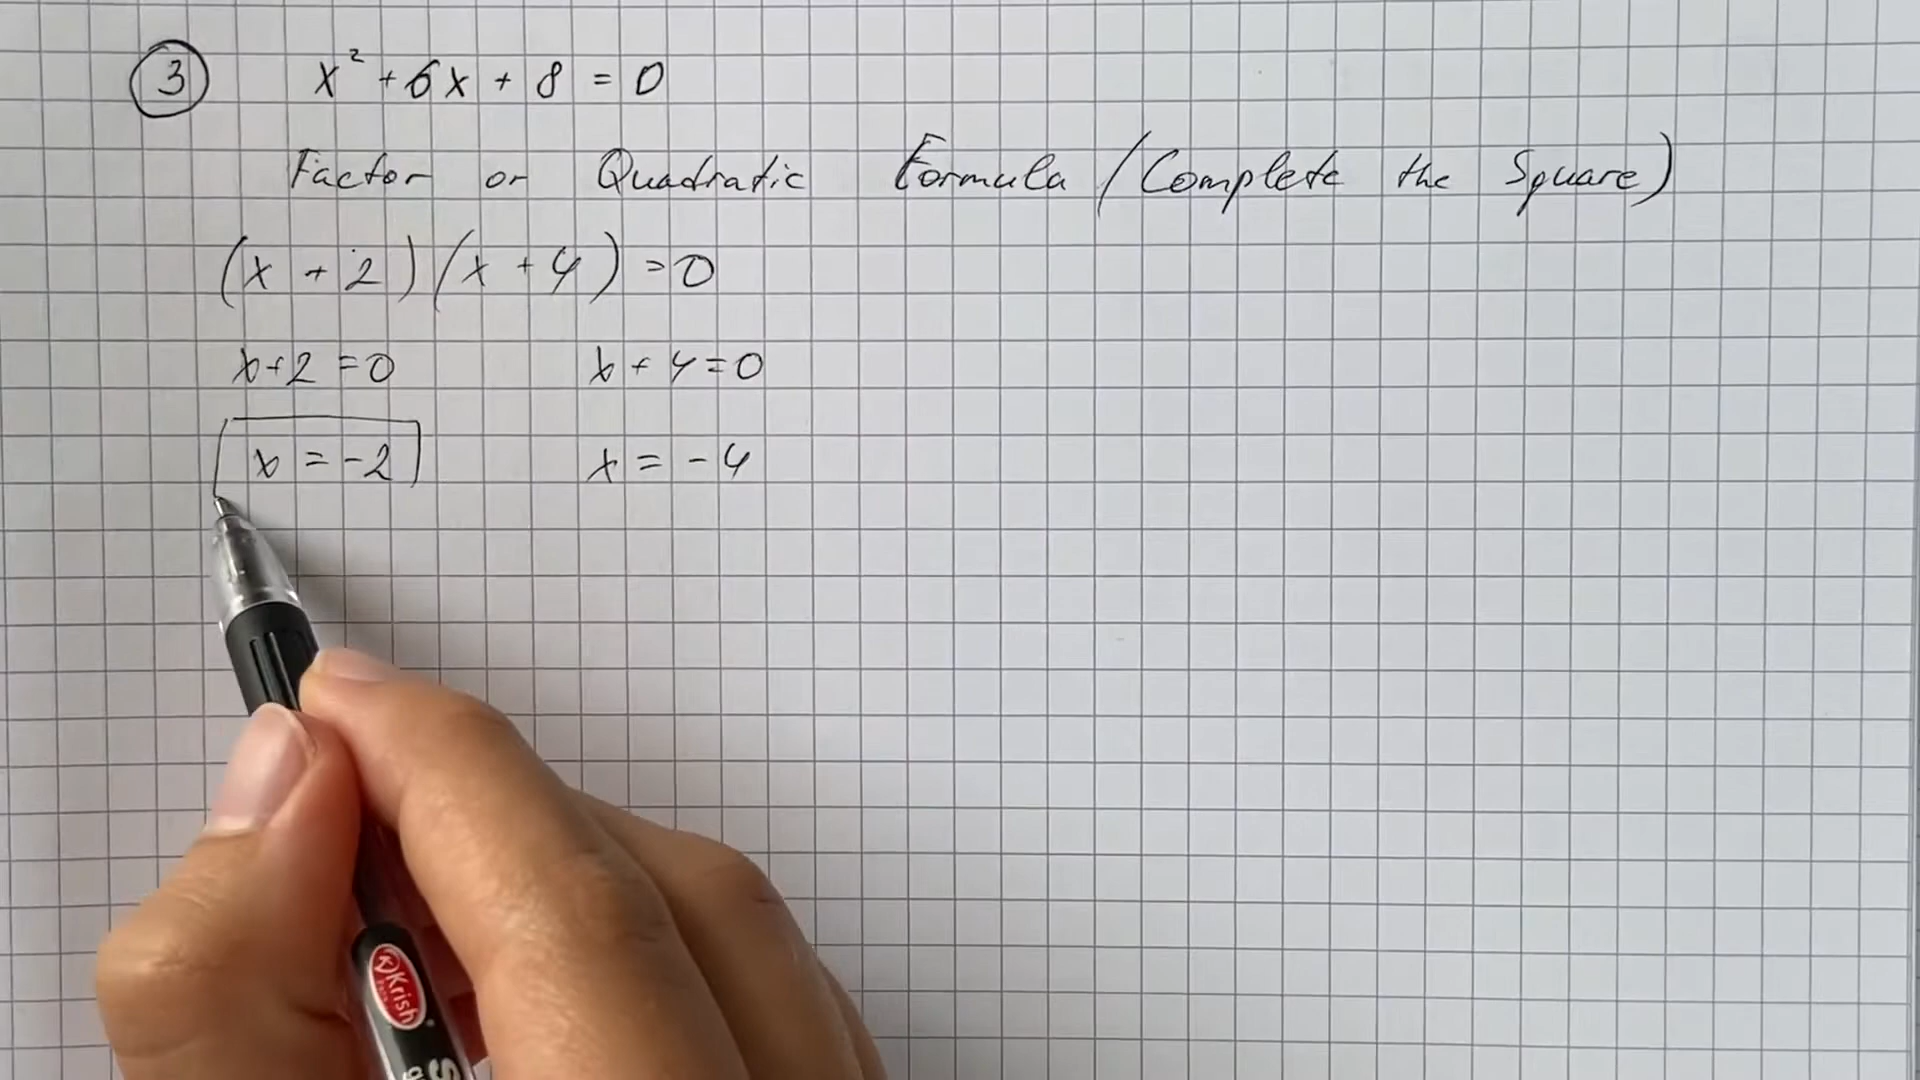 3 x² + 6x + 8 = 0
Factor or Quadratic Formula (Complete the Square)
(x + 2)(x + 4) = 0
x+2 = 0 x + 4 = 0
x = -2 x = -4
Krish